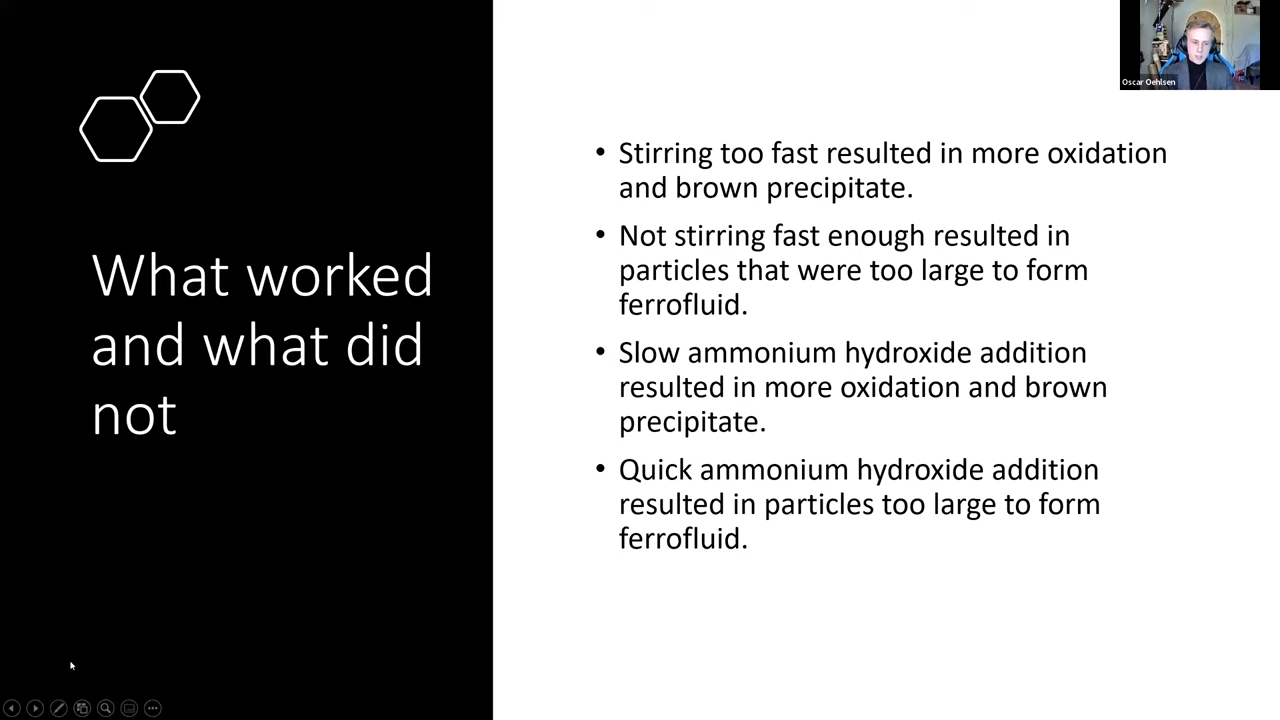 Oscar Oehlsen
What worked
and what did
not
• Stirring too fast resulted in more oxidation
and brown precipitate.
• Not stirring fast enough resulted in
particles that were too large to form
ferrofluid.
• Slow ammonium hydroxide addition
resulted in more oxidation and brown
precipitate.
• Quick ammonium hydroxide addition
resulted in particles too large to form
ferrofluid.